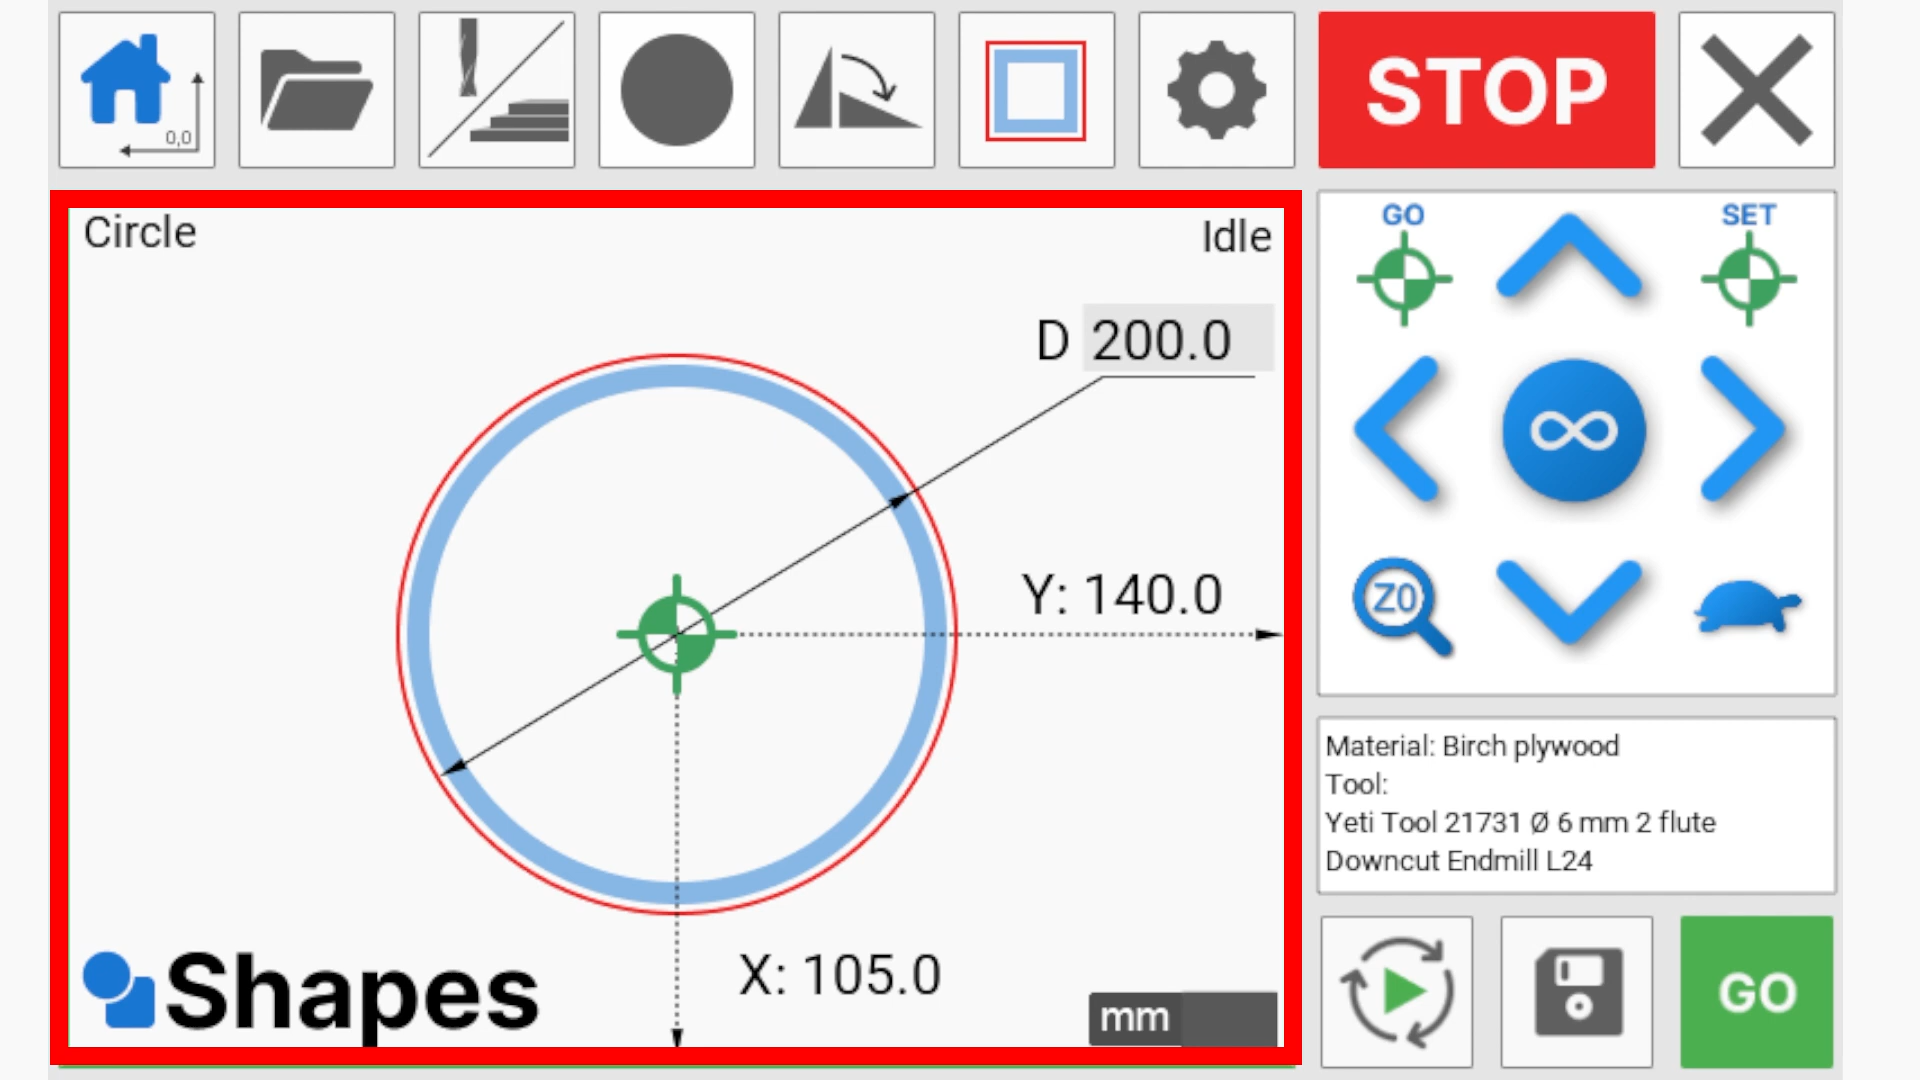 0,0
STOP
Circle
Idle
D 200.0
Y: 140.0
X: 105.0
Shapes
mm
GO
SET
Z0
Material: Birch plywood
Tool:
Yeti Tool 21731 Ø 6 mm 2 flute
Downcut Endmill L24
GO